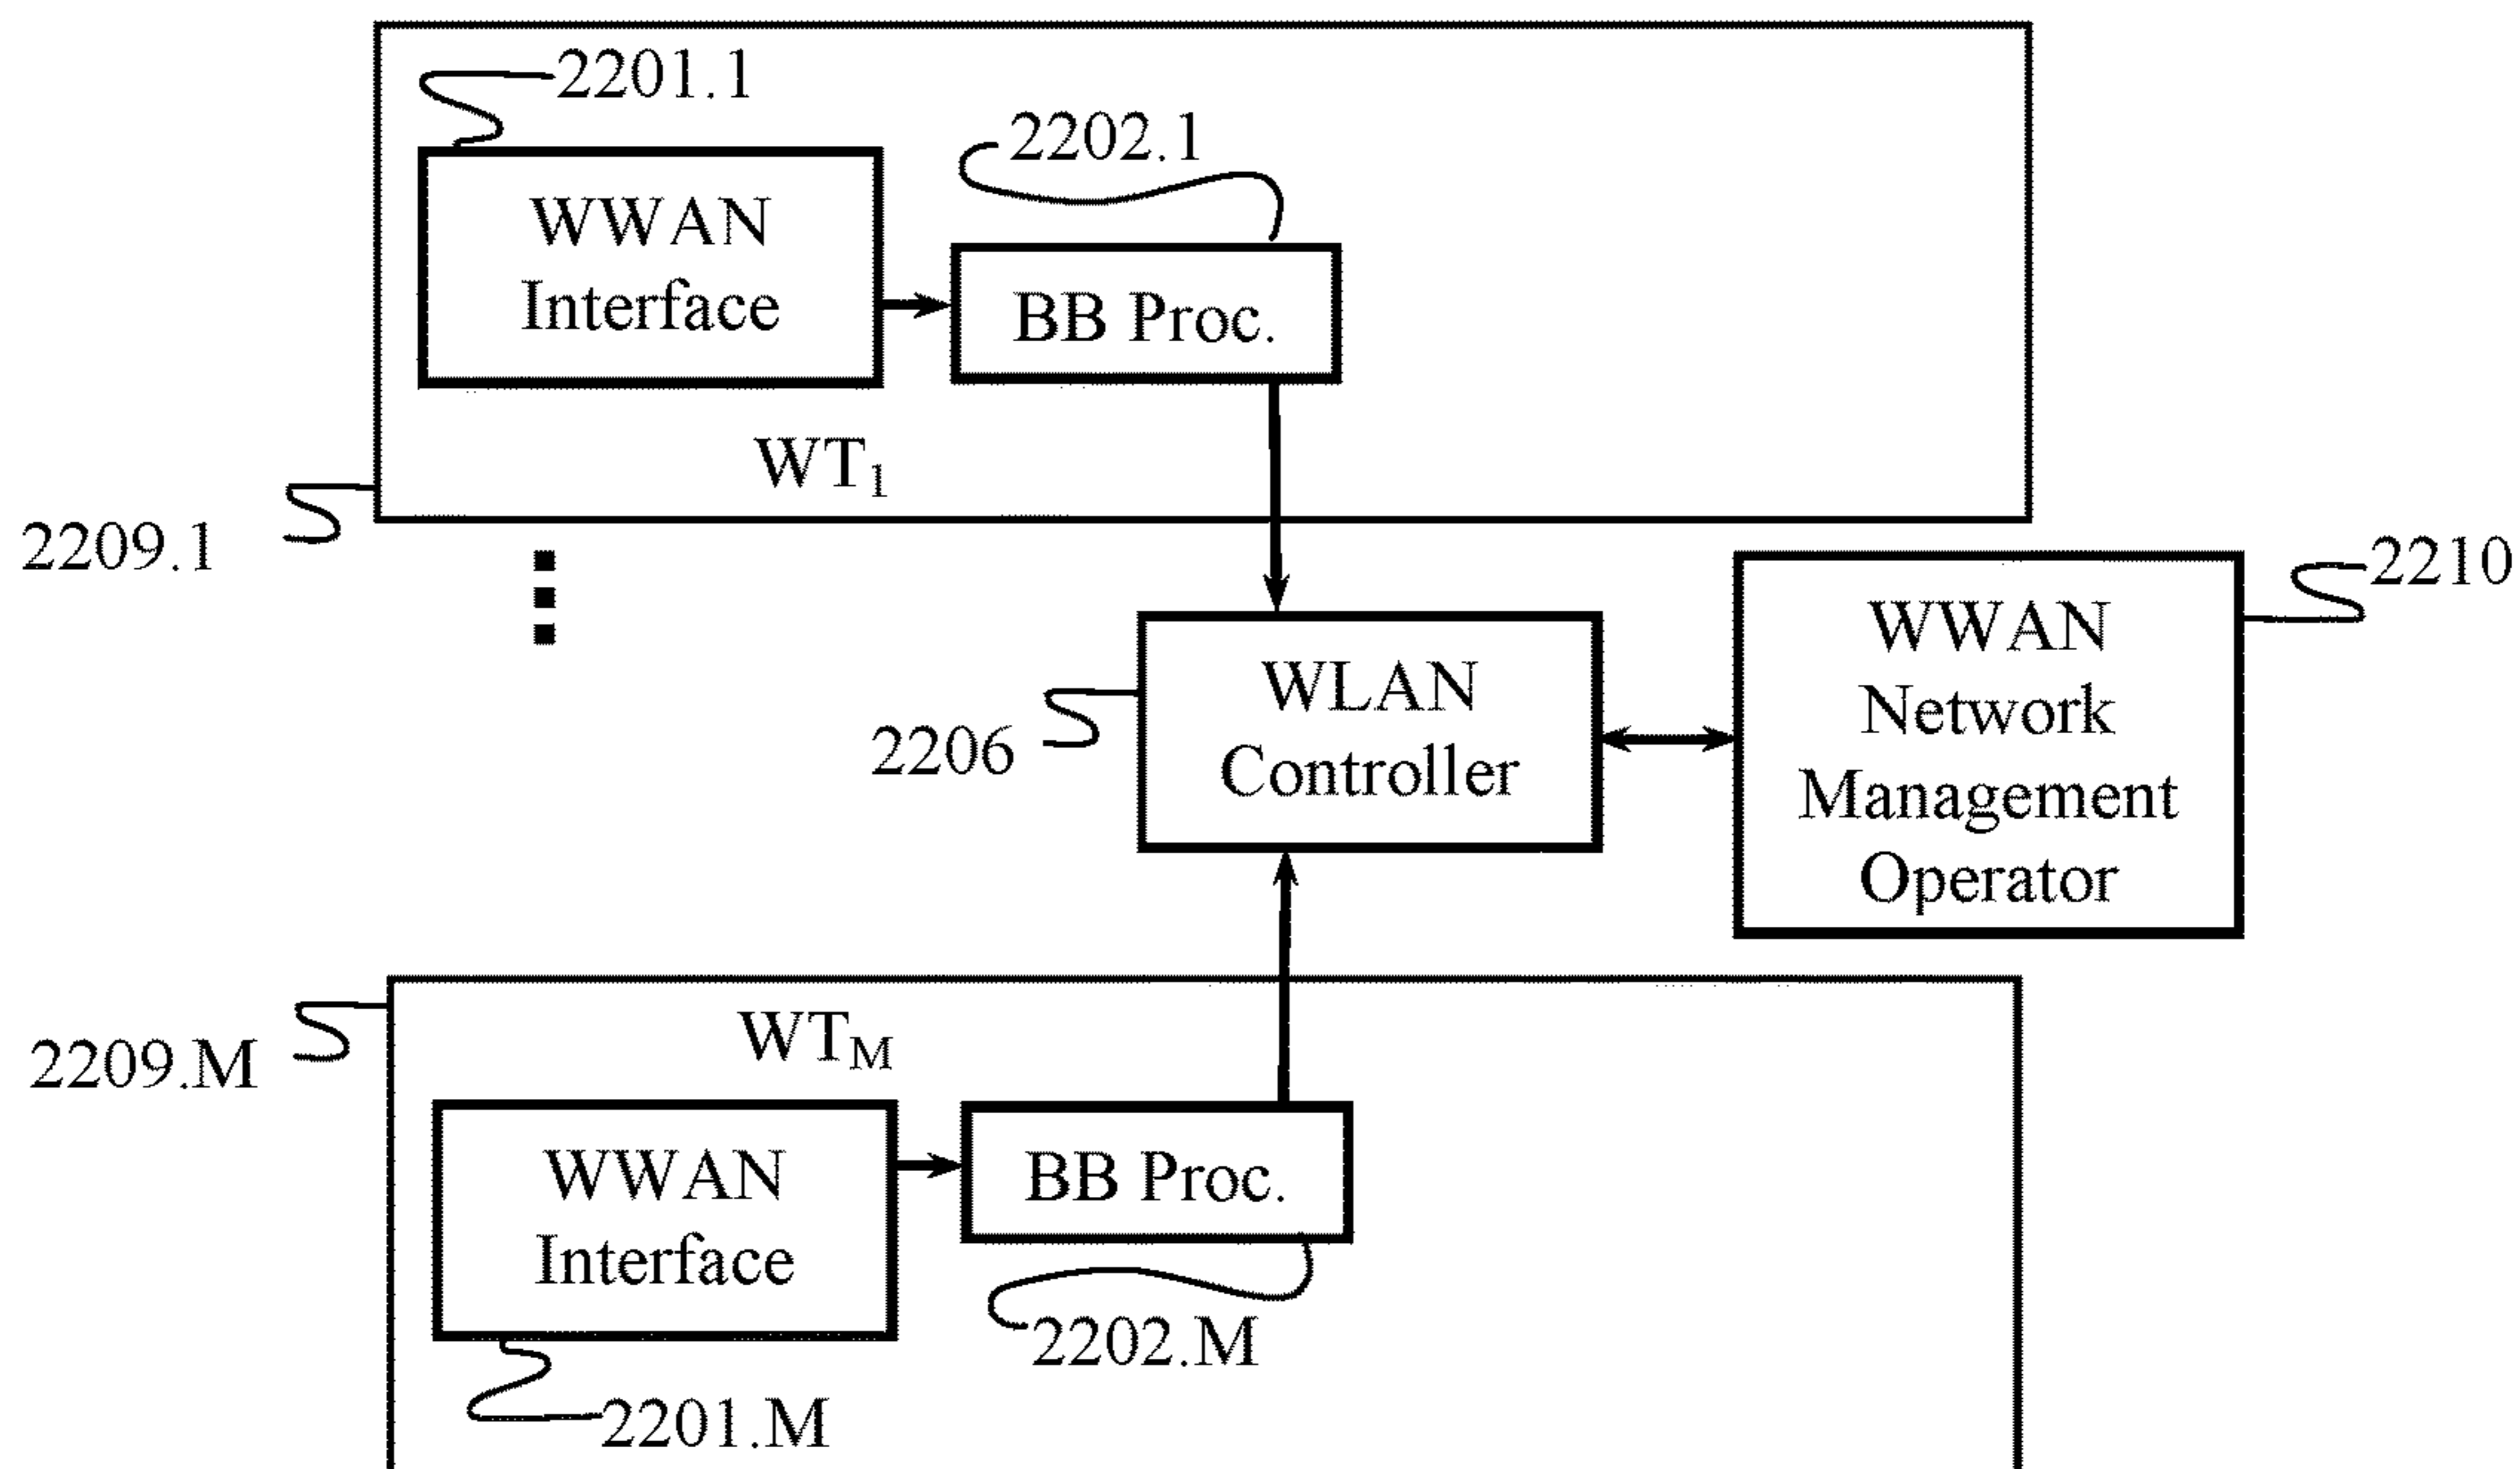 2201.1
2202.1
WWAN
Interface
BB Proc.
WT1
2209.1
2210
WWAN
Network
Management
Operator
WLAN
Controller
2206
2209.M
WTM
WWAN
Interface
BB Proc.
2202.M
2201.M